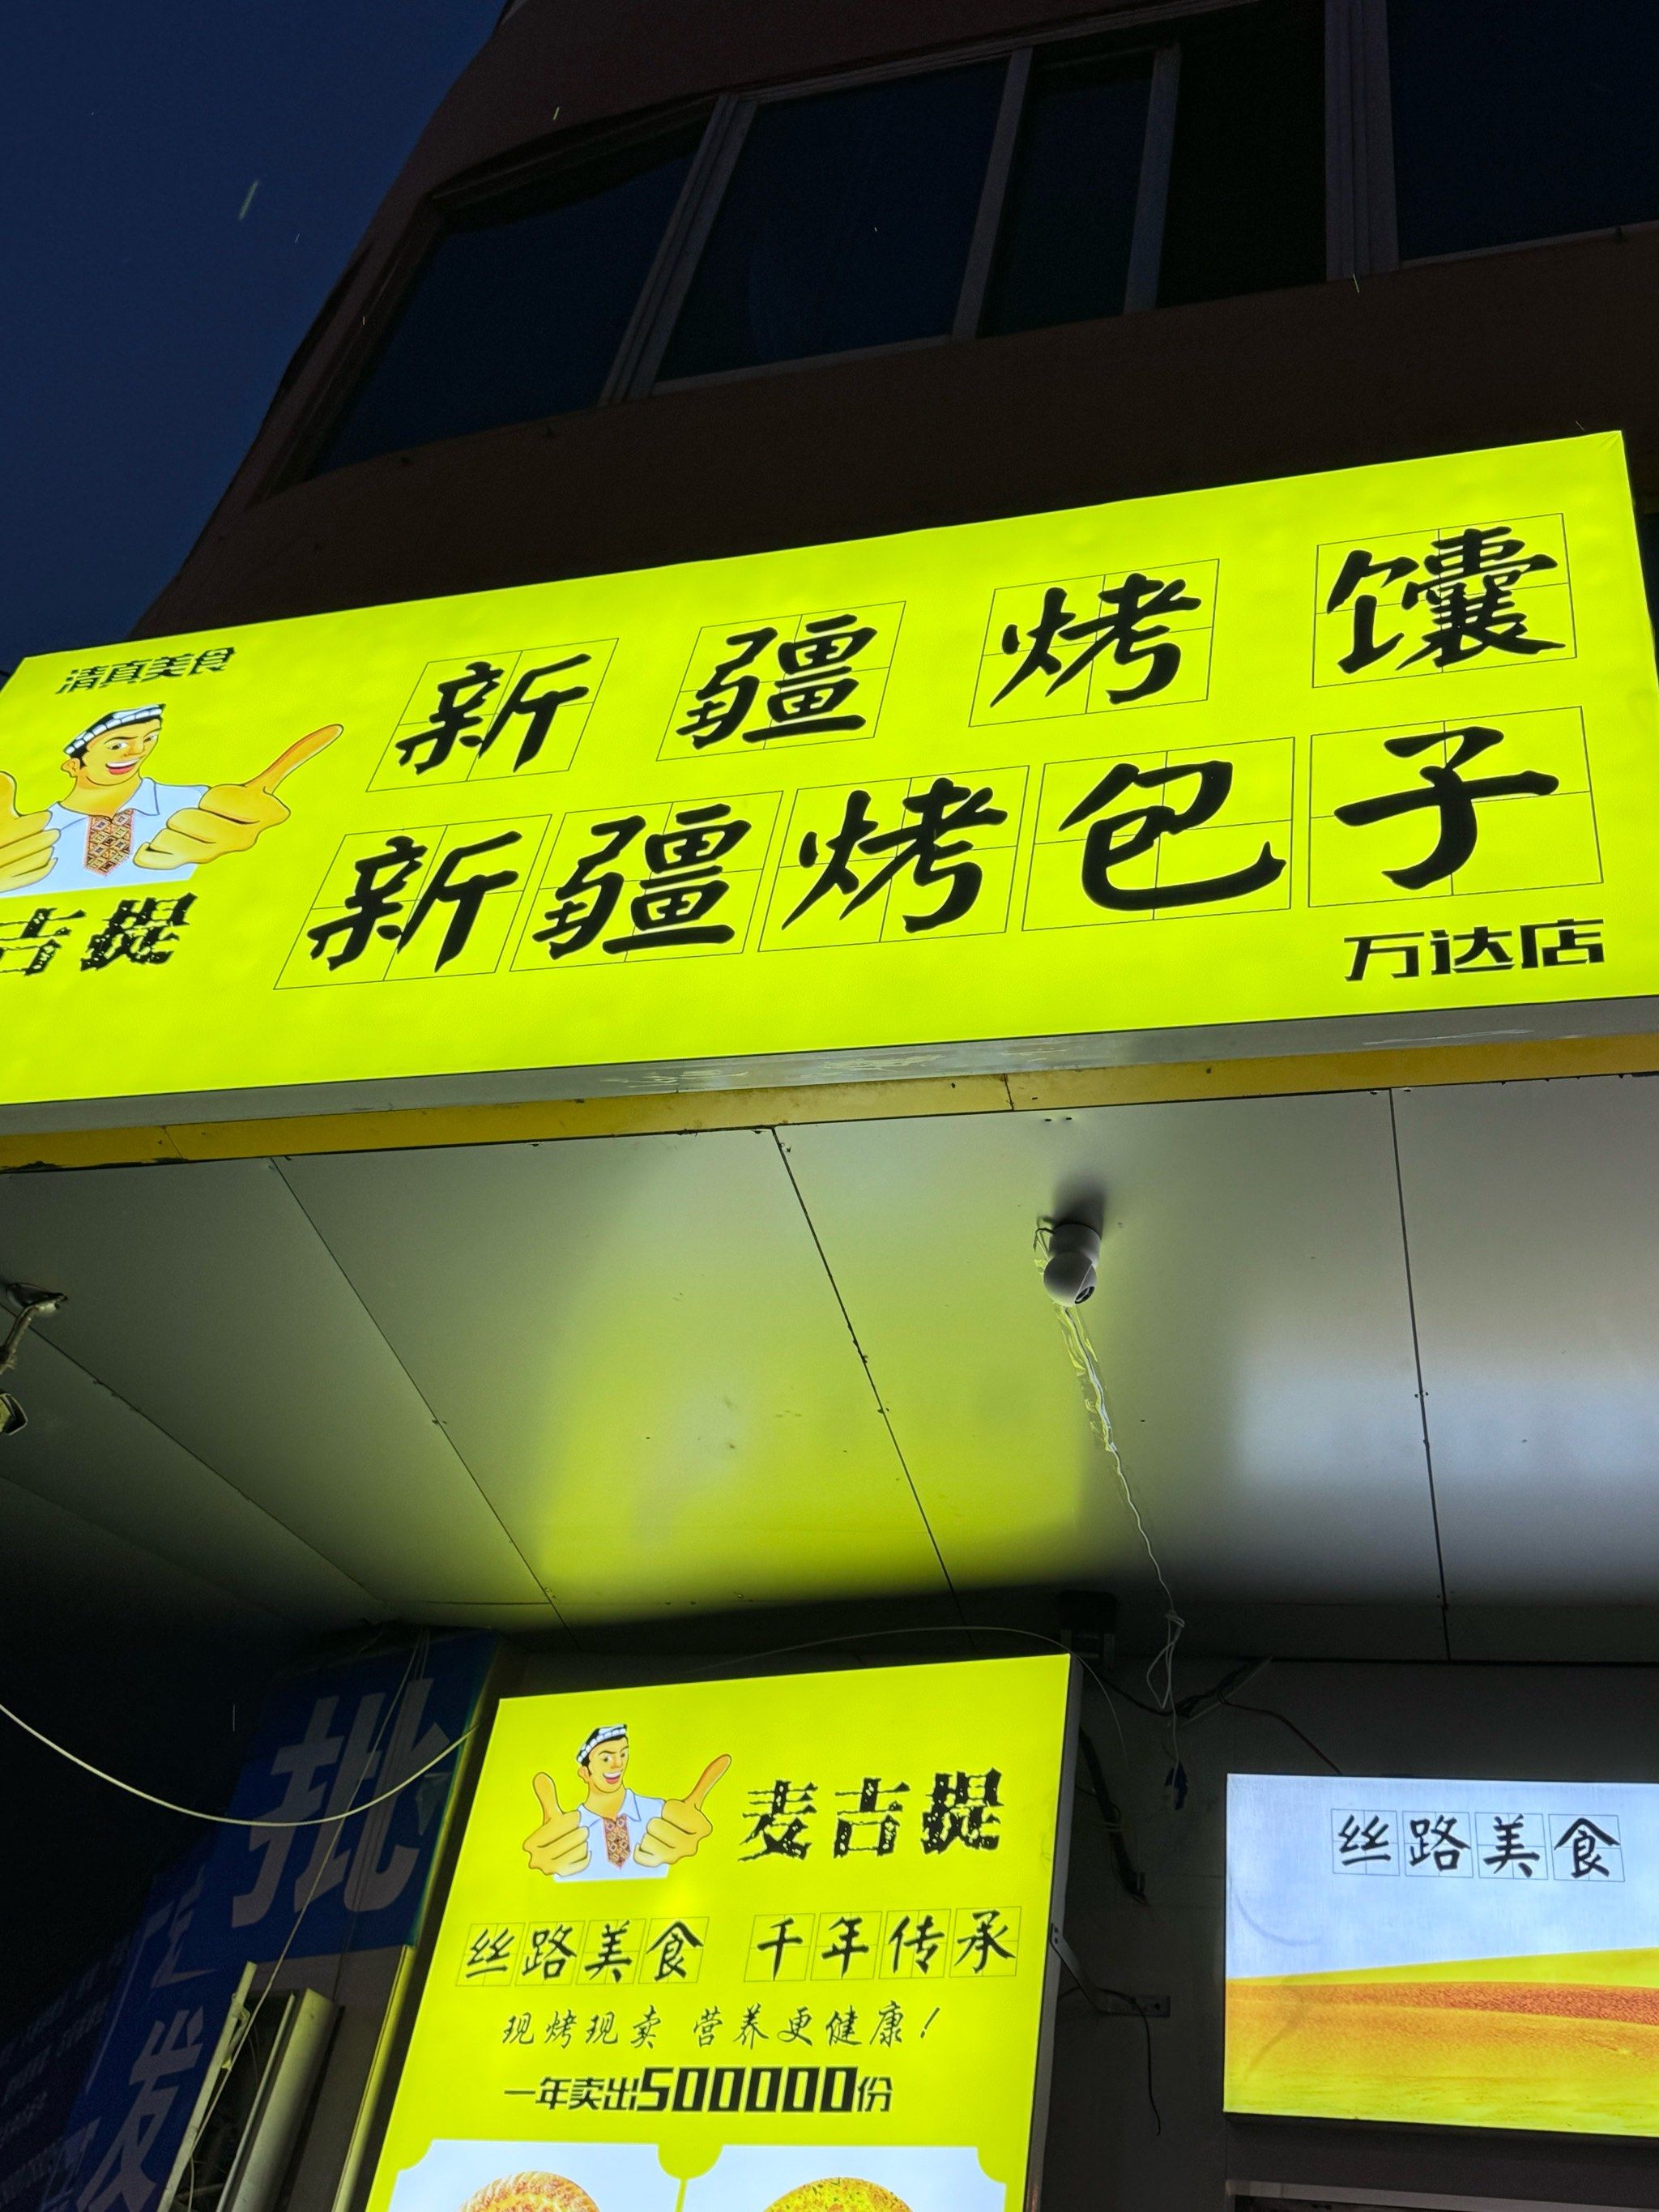 清真美食
新疆烤馕
新疆烤包子
吉提
万达店
批
发
麦吉提
丝路美食 千年传承
现烤现卖 营养更健康！
一年卖出500000份
丝路美食